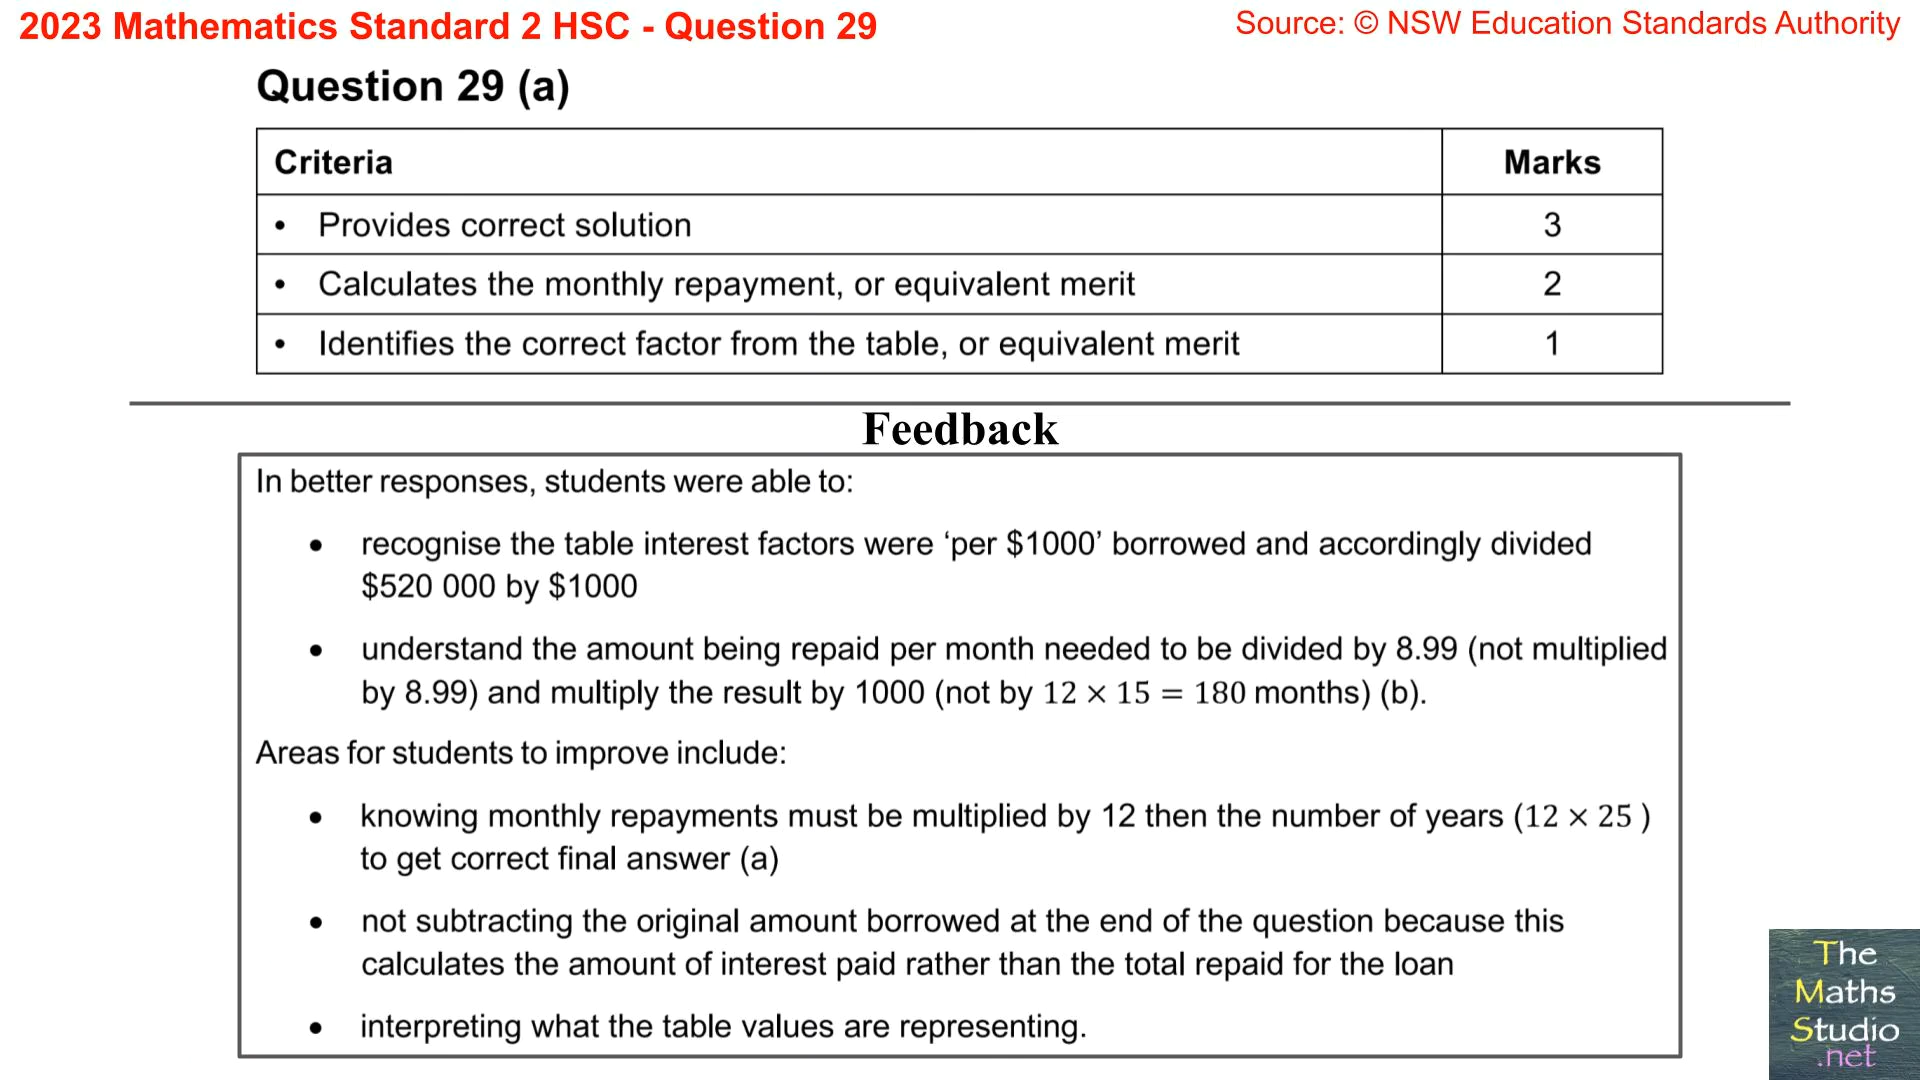 2023 Mathematics Standard 2 HSC - Question 29
Source: © NSW Education Standards Authority
Question 29 (a)
Criteria Marks
• Provides correct solution 3
• Calculates the monthly repayment, or equivalent merit 2
• Identifies the correct factor from the table, or equivalent merit 1
Feedback
In better responses, students were able to:
• recognise the table interest factors were ‘per $1000’ borrowed and accordingly divided
$520 000 by $1000
• understand the amount being repaid per month needed to be divided by 8.99 (not multiplied
by 8.99) and multiply the result by 1000 (not by 12 × 15 = 180 months) (b).
Areas for students to improve include:
• knowing monthly repayments must be multiplied by 12 then the number of years (12 × 25 )
to get correct final answer (a)
• not subtracting the original amount borrowed at the end of the question because this
calculates the amount of interest paid rather than the total repaid for the loan
• interpreting what the table values are representing.
The
Maths
Studio
.net